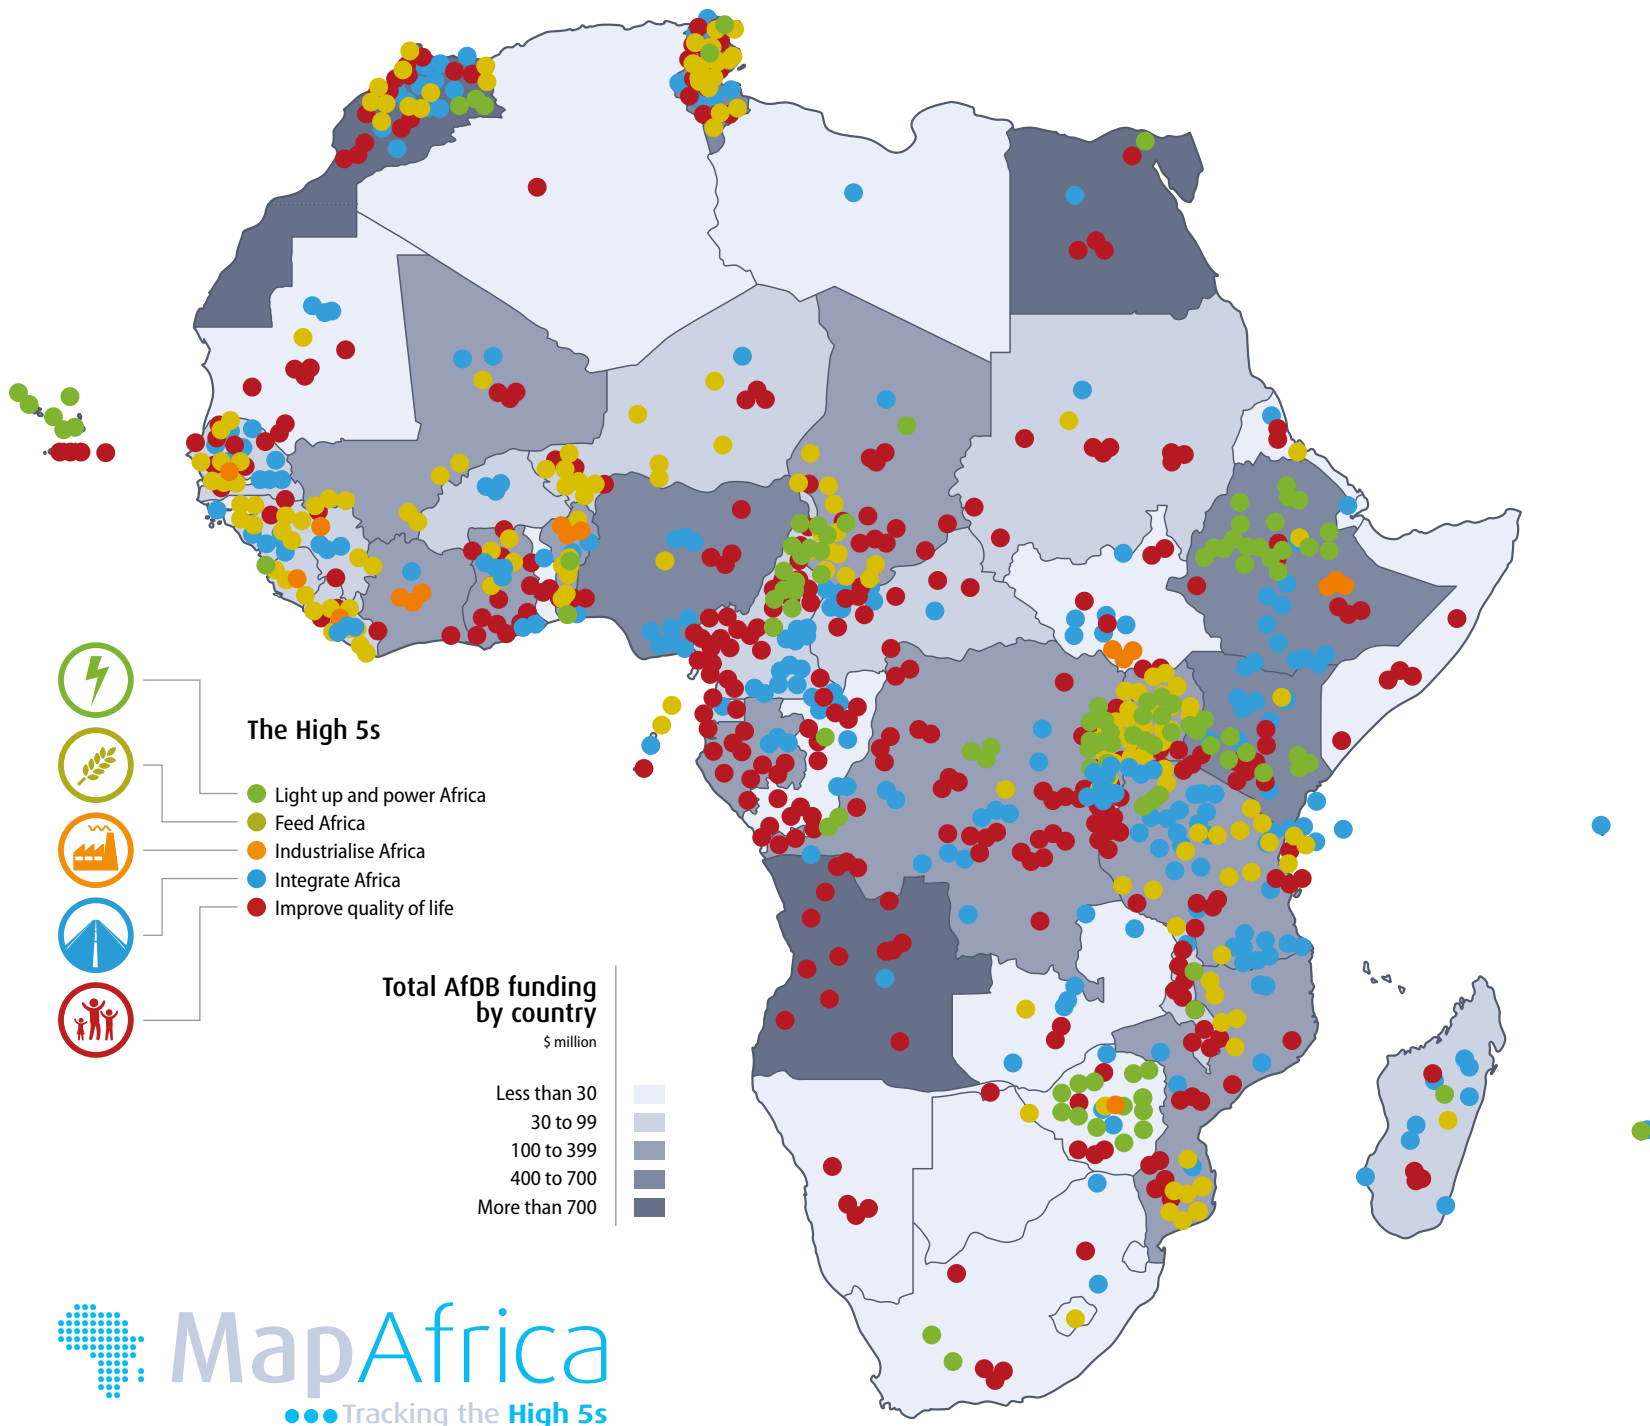 The High 5s
Light up and power Africa
Feed Africa
Industrialise Africa
Integrate Africa
Improve quality of life
Total AfDB funding
by country
$ million
Less than 30
30 to 99
100 to 399
400 to 700
More than 700
MapAfrica
Tracking the High 5s